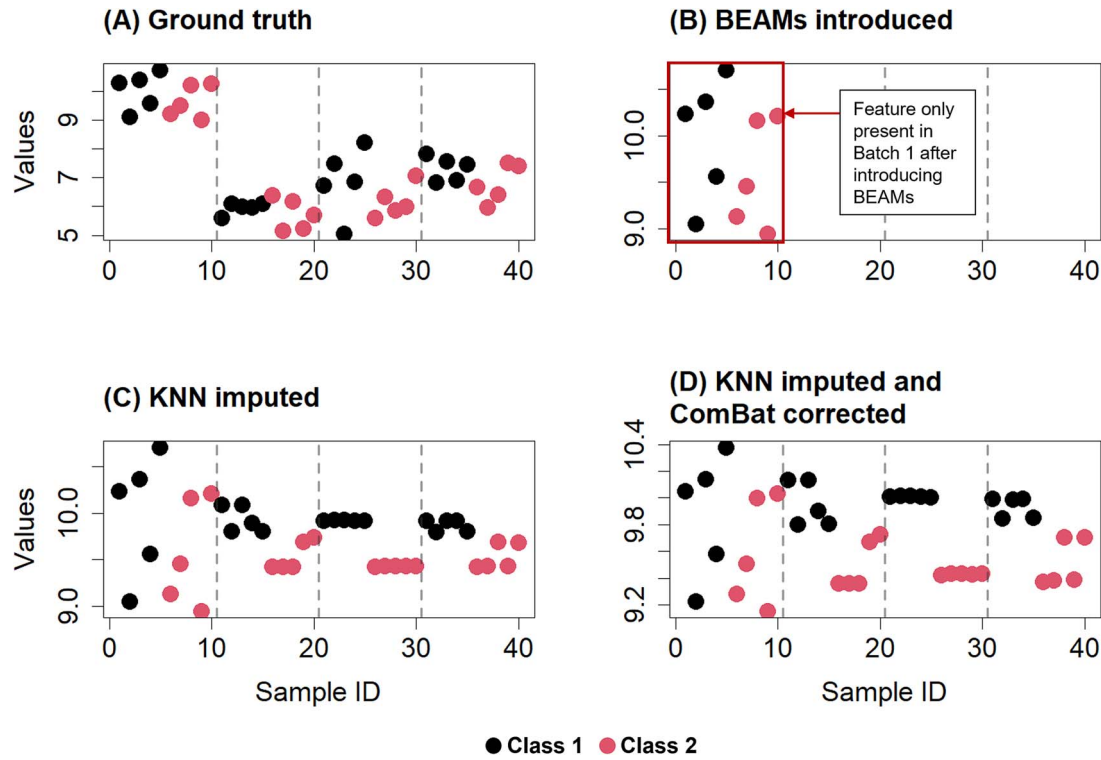 (A) Ground truth
Values
9
7
5
0 10 20 30 40
(B) BEAMs introduced
10.0
9.0
Feature only
present in
Batch 1 after
introducing
BEAMs
0 10 20 30 40
(C) KNN imputed
Values
10.0
9.0
0 10 20 30 40
Sample ID
(D) KNN imputed and
ComBat corrected
10.4
9.8
9.2
0 10 20 30 40
Sample ID
Class 1 Class 2